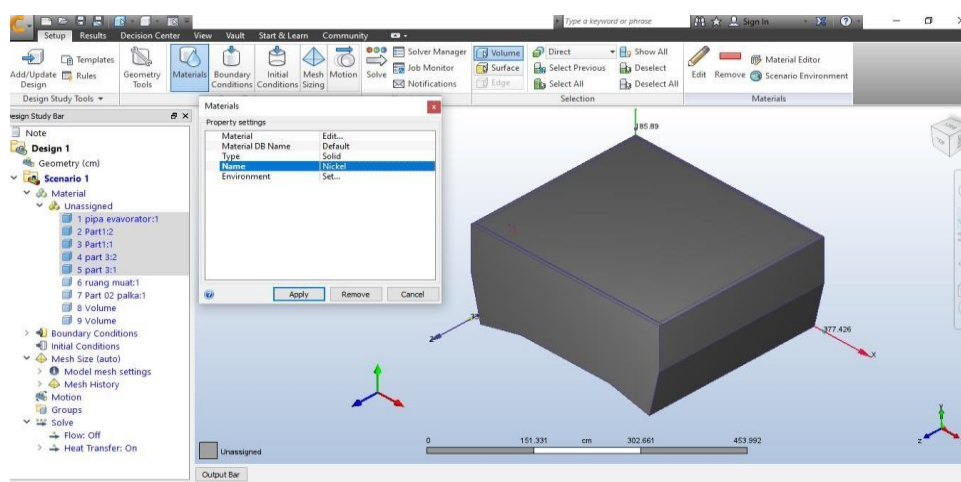 Type a keyword or phrase
Sign In
Setup Results Decision Center View Vault Start & Learn Community
Add/Update Design
Templates
Rules
Geometry Tools
Materials
Boundary Conditions
Initial Conditions
Mesh Sizing
Motion
Solve
Solver Manager
Job Monitor
Notifications
Volume
Surface
Edge
Direct
Select Previous
Select All
Show All
Deselect
Deselect All
Edit
Remove
Material Editor
Scenario Environment
Design Study Tools
Selection
Materials
esign Study Bar
Note
Design 1
Geometry (cm)
Scenario 1
Material
Unassigned
1 pipa evavorator:1
2 Part1:2
3 Part1:1
4 part 3:2
5 part 3:1
6 ruang muat:1
7 Part 02 palka:1
8 Volume
9 Volume
Boundary Conditions
Initial Conditions
Mesh Size (auto)
Model mesh settings
Mesh History
Motion
Groups
Solve
Flow: Off
Heat Transfer: On
Materials
Property settings
Material Edit...
Material DB Name Default
Type Solid
Name Nickel
Environment Set...
Apply Remove Cancel
377.426
X
Z
Y
Z
0 151.331 cm 302.661 453.992
Unassigned
Output Bar